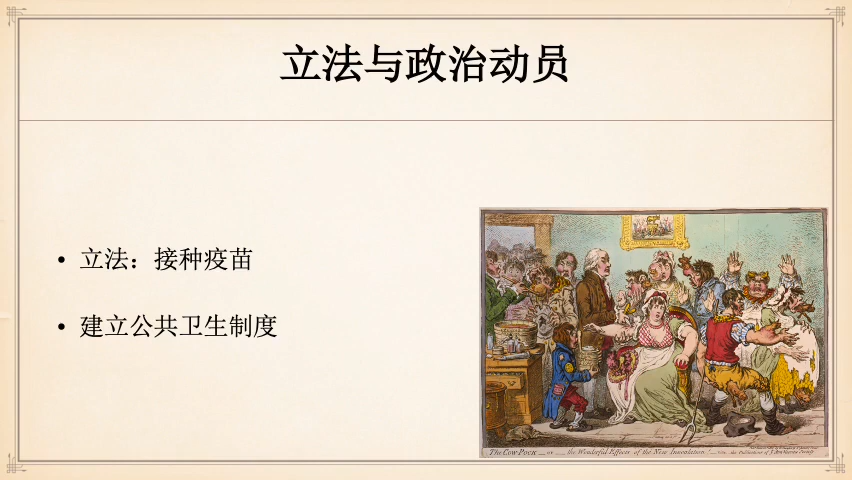 立法与政治动员
• 立法：接种疫苗
• 建立公共卫生制度
The Cow-Pock — or — the Wonderful Effects of the New Inoculation!